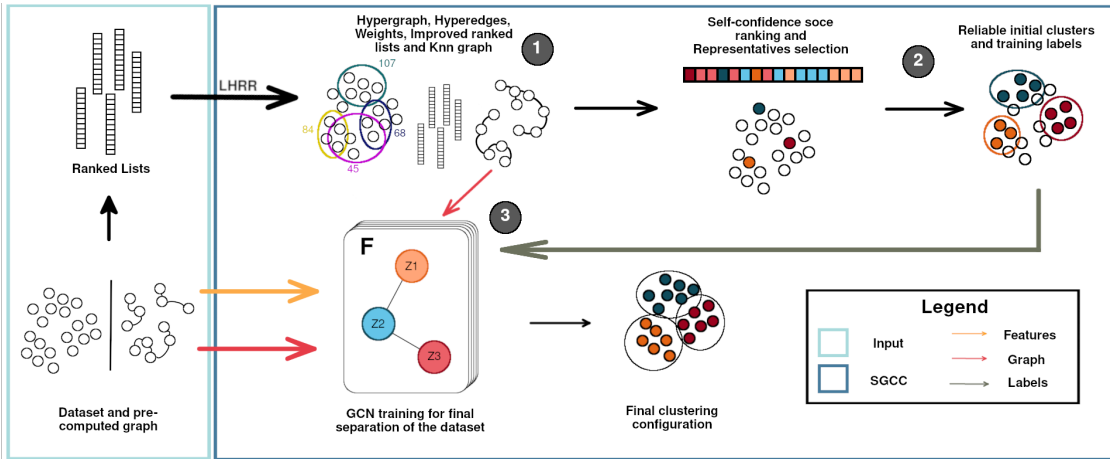 Hypergraph, Hyperedges,
Weights, Improved ranked
lists and Knn graph
1
Self-confidence soce
ranking and
Representatives selection
2
Reliable initial clusters
and training labels
LHRR
107
84
68
45
Ranked Lists
3
F
Z1
Z2
Z3
Dataset and pre-
computed graph
GCN training for final
separation of the dataset
Final clustering
configuration
Legend
Input
SGCC
Features
Graph
Labels